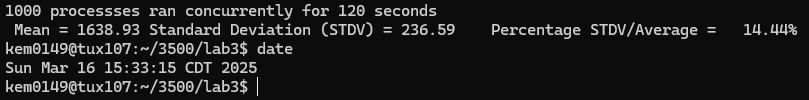 1000 processses ran concurrently for 120 seconds
 Mean = 1638.93 Standard Deviation (STDV) = 236.59    Percentage STDV/Average =   14.44%
kem0149@tux107:~/3500/lab3$ date
Sun Mar 16 15:33:15 CDT 2025
kem0149@tux107:~/3500/lab3$